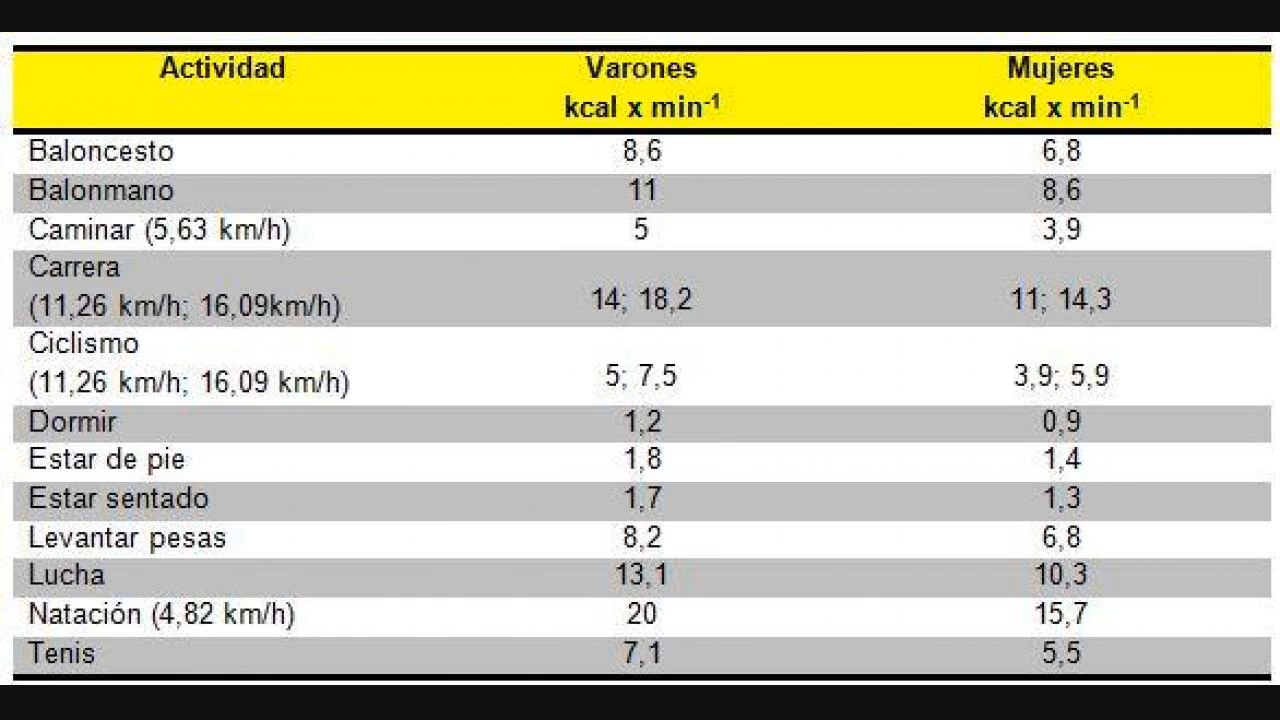 Actividad Varones Mujeres
kcal x min-1 kcal x min-1
Baloncesto 8,6 6,8
Balonmano 11 8,6
Caminar (5,63 km/h) 5 3,9
Carrera
(11,26 km/h; 16,09km/h) 14; 18,2 11; 14,3
Ciclismo
(11,26 km/h; 16,09 km/h) 5; 7,5 3,9; 5,9
Dormir 1,2 0,9
Estar de pie 1,8 1,4
Estar sentado 1,7 1,3
Levantar pesas 8,2 6,8
Lucha 13,1 10,3
Natación (4,82 km/h) 20 15,7
Tenis 7,1 5,5